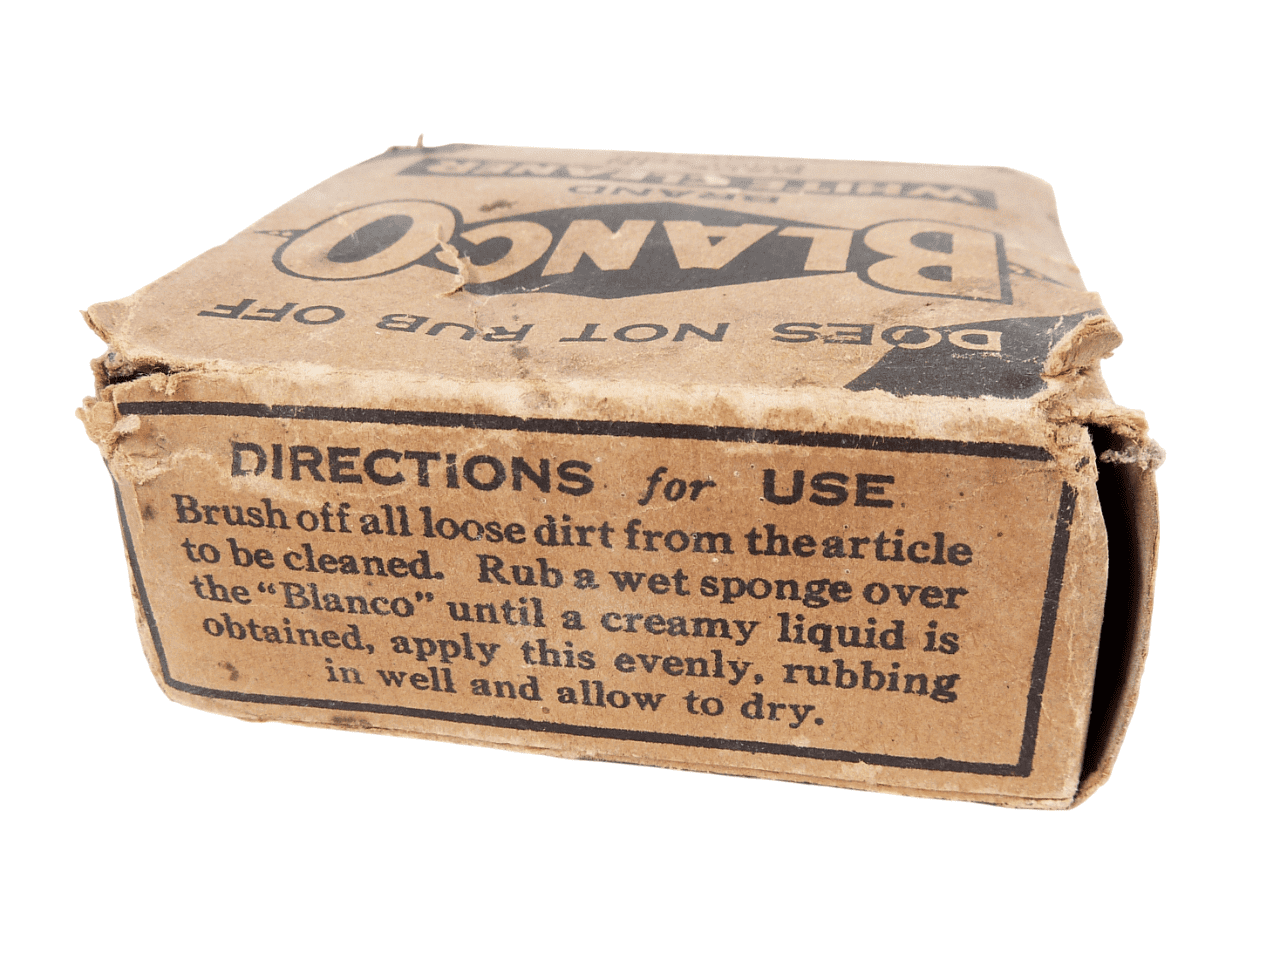 WHITE CLEANER
BRAND
BLANCO
DOES NOT RUB OFF
DIRECTIONS for USE
Brush off all loose dirt from the article
to be cleaned. Rub a wet sponge over
the “Blanco” until a creamy liquid is
obtained, apply this evenly, rubbing
in well and allow to dry.